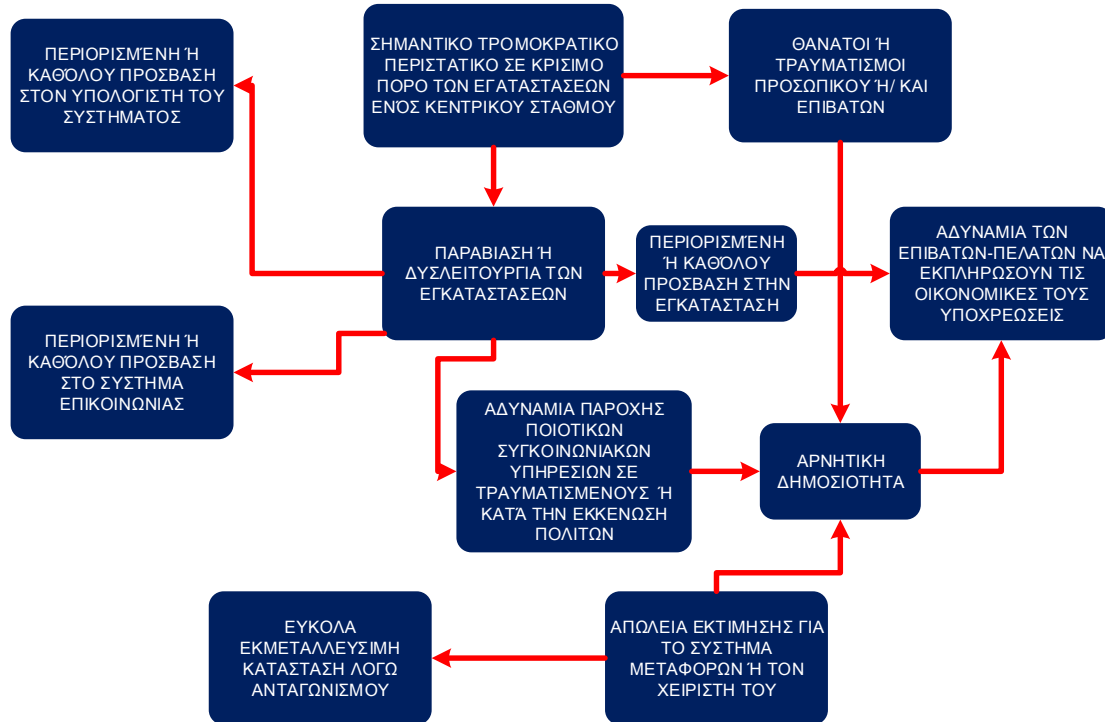 ΠΕΡΙΟΡΙΣΜΈΝΗ Ή
ΚΑΘΌΛΟΥ ΠΡΟΣΒΑΣΗ
ΣΤΟΝ ΥΠΟΛΟΓΙΣΤΗ ΤΟΥ
ΣΥΣΤΗΜΑΤΟΣ
ΣΗΜΑΝΤΙΚΟ ΤΡΟΜΟΚΡΑΤΙΚΟ
ΠΕΡΙΣΤΑΤΙΚΟ ΣΕ ΚΡΙΣΙΜΟ
ΠΟΡΟ ΤΩΝ ΕΓΑΤΑΣΤΑΣΕΩΝ
ΕΝΌΣ ΚΕΝΤΡΙΚΟΥ ΣΤΑΘΜΟΥ
ΘΑΝΑΤΟΙ Ή
ΤΡΑΥΜΑΤΙΣΜΟΙ
ΠΡΟΣΩΠΙΚΟΥ Ή/ ΚΑΙ
ΕΠΙΒΑΤΩΝ
ΠΑΡΑΒΙΑΣΗ Ή
ΔΥΣΛΕΙΤΟΥΡΓΙΑ ΤΩΝ
ΕΓΚΑΤΑΣΤΑΣΕΩΝ
ΠΕΡΙΟΡΙΣΜΈΝΗ
Ή ΚΑΘΌΛΟΥ
ΠΡΟΣΒΑΣΗ ΣΤΗΝ
ΕΓΚΑΤΑΣΤΑΣΗ
ΑΔΥΝΑΜΙΑ ΤΩΝ
ΕΠΙΒΑΤΩΝ-ΠΕΛΑΤΩΝ ΝΑ
ΕΚΠΛΗΡΩΣΟΥΝ ΤΙΣ
ΟΙΚΟΝΟΜΙΚΕΣ ΤΟΥΣ
ΥΠΟΧΡΕΩΣΕΙΣ
ΠΕΡΙΟΡΙΣΜΈΝΗ Ή
ΚΑΘΌΛΟΥ ΠΡΟΣΒΑΣΗ
ΣΤΟ ΣΥΣΤΗΜΑ
ΕΠΙΚΟΙΝΩΝΙΑΣ
ΑΔΥΝΑΜΙΑ ΠΑΡΟΧΗΣ
ΠΟΙΟΤΙΚΩΝ
ΣΥΓΚΟΙΝΩΝΙΑΚΩΝ
ΥΠΗΡΕΣΙΩΝ ΣΕ
ΤΡΑΥΜΑΤΙΣΜΕΝΟΥΣ Ή
ΚΑΤΆ ΤΗΝ ΕΚΚΕΝΩΣΗ
ΠΟΛΙΤΩΝ
ΑΡΝΗΤΙΚΗ
ΔΗΜΟΣΙΟΤΗΤΑ
ΕΥΚΟΛΑ
ΕΚΜΕΤΑΛΛΕΥΣΙΜΗ
ΚΑΤΑΣΤΑΣΗ ΛΟΓΩ
ΑΝΤΑΓΩΝΙΣΜΟΥ
ΑΠΩΛΕΙΑ ΕΚΤΙΜΗΣΗΣ ΓΙΑ
ΤΟ ΣΥΣΤΗΜΑ
ΜΕΤΑΦΟΡΩΝ Ή ΤΟΝ
ΧΕΙΡΙΣΤΗ ΤΟΥ